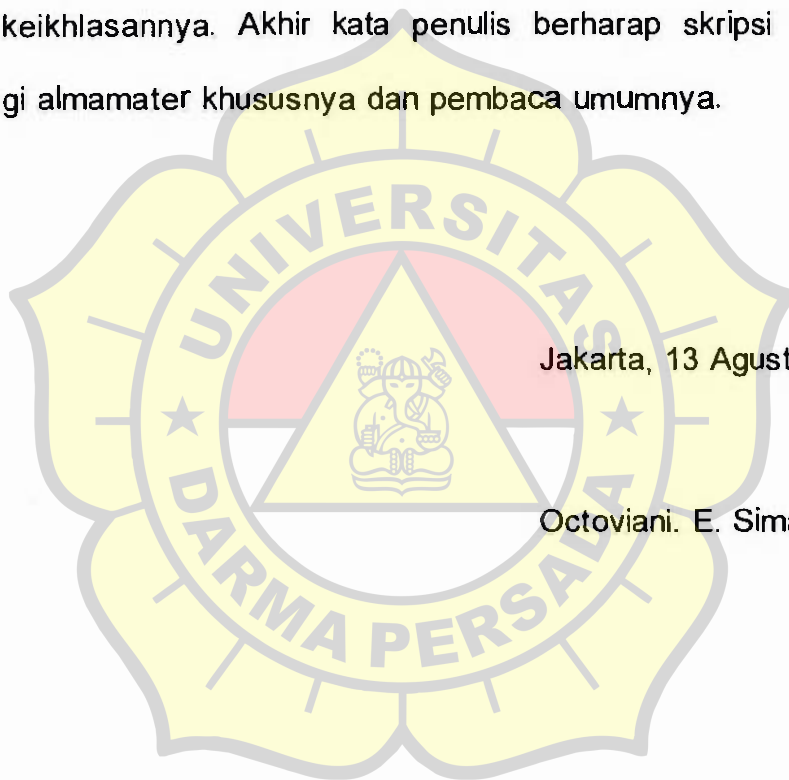 keikhlasannya. Akhir kata penulis berharap skripsi
gi almamater khususnya dan pembaca umumnya.
UNIVERSITAS
Jakarta, 13 Agust
Octoviani. E. Sima
DARMA PERSADA